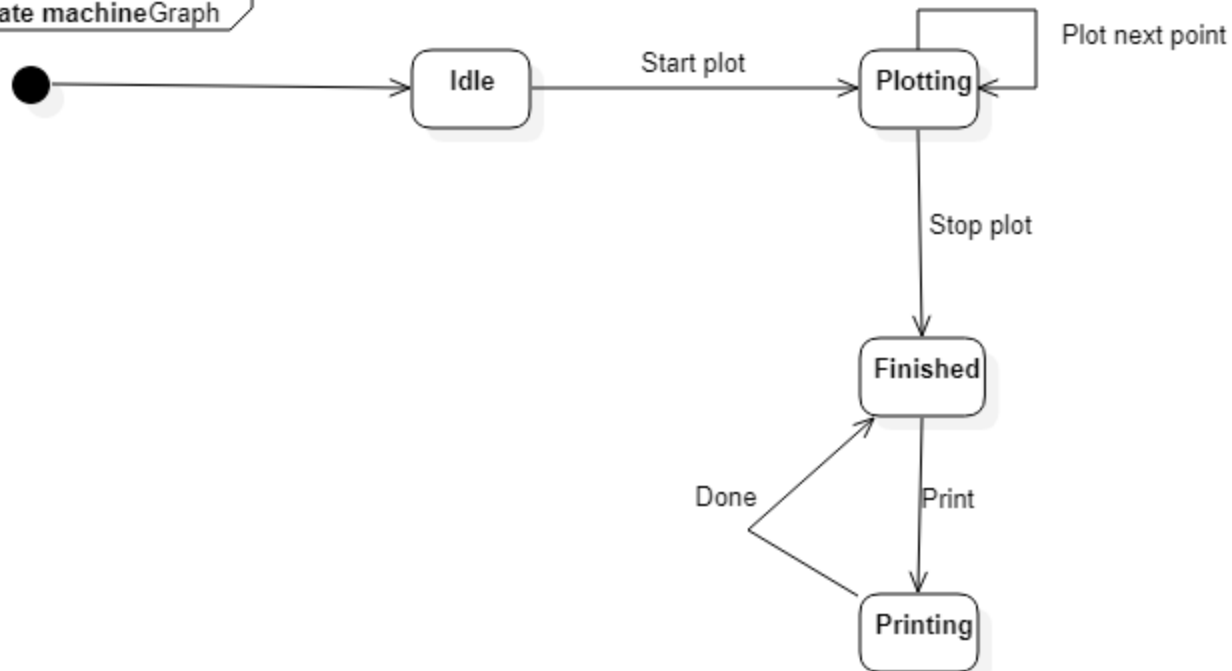 ate machineGraph
Plot next point
Start plot
Idle
Plotting
Stop plot
Finished
Done
Print
Printing